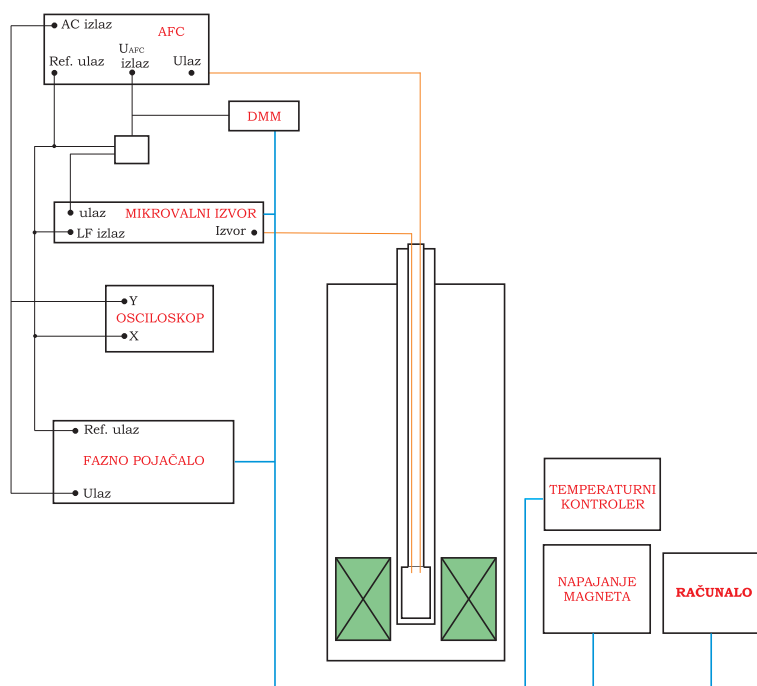 AC izlaz
AFC
Ref. ulaz
UAFC
izlaz
Ulaz
DMM
ulaz
MIKROVALNI IZVOR
LF izlaz
Izvor
Y
OSCILOSKOP
X
Ref. ulaz
FAZNO POJAČALO
Ulaz
TEMPERATURNI
KONTROLER
NAPAJANJE
MAGNETA
RAČUNALO